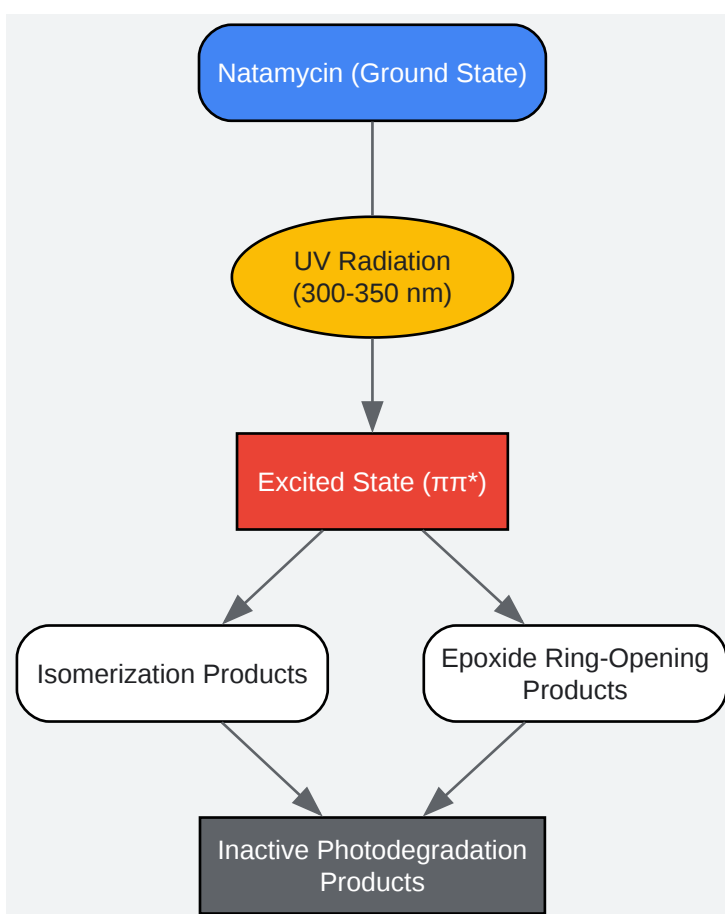 Natamycin (Ground State)
UV Radiation
(300-350 nm)
Excited State (ππ*)
Isomerization Products
Epoxide Ring-Opening
Products
Inactive Photodegradation
Products